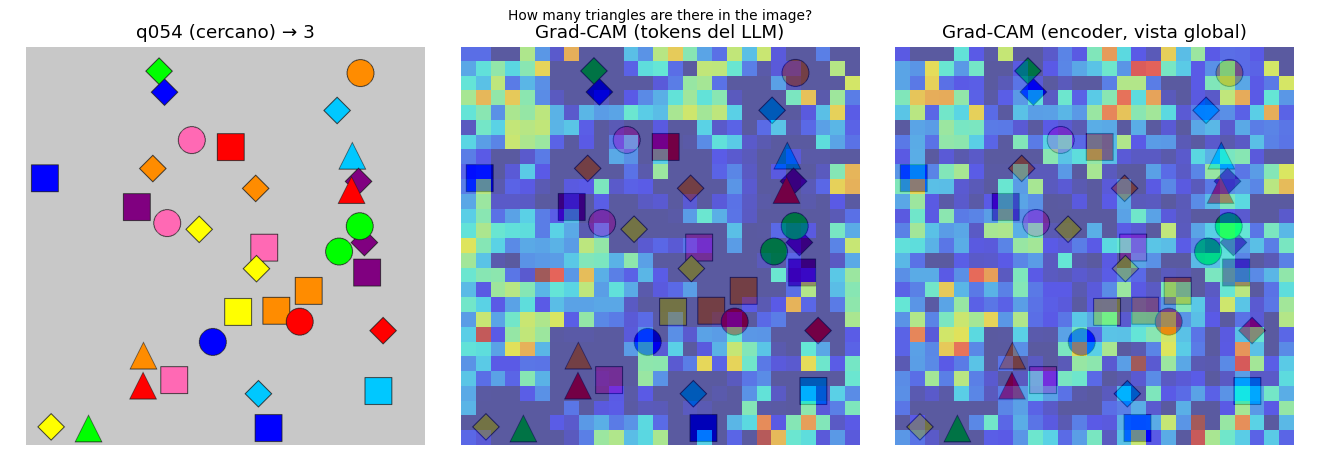 How many triangles are there in the image?
q054 (cercano) → 3
Grad-CAM (tokens del LLM)
Grad-CAM (encoder, vista global)